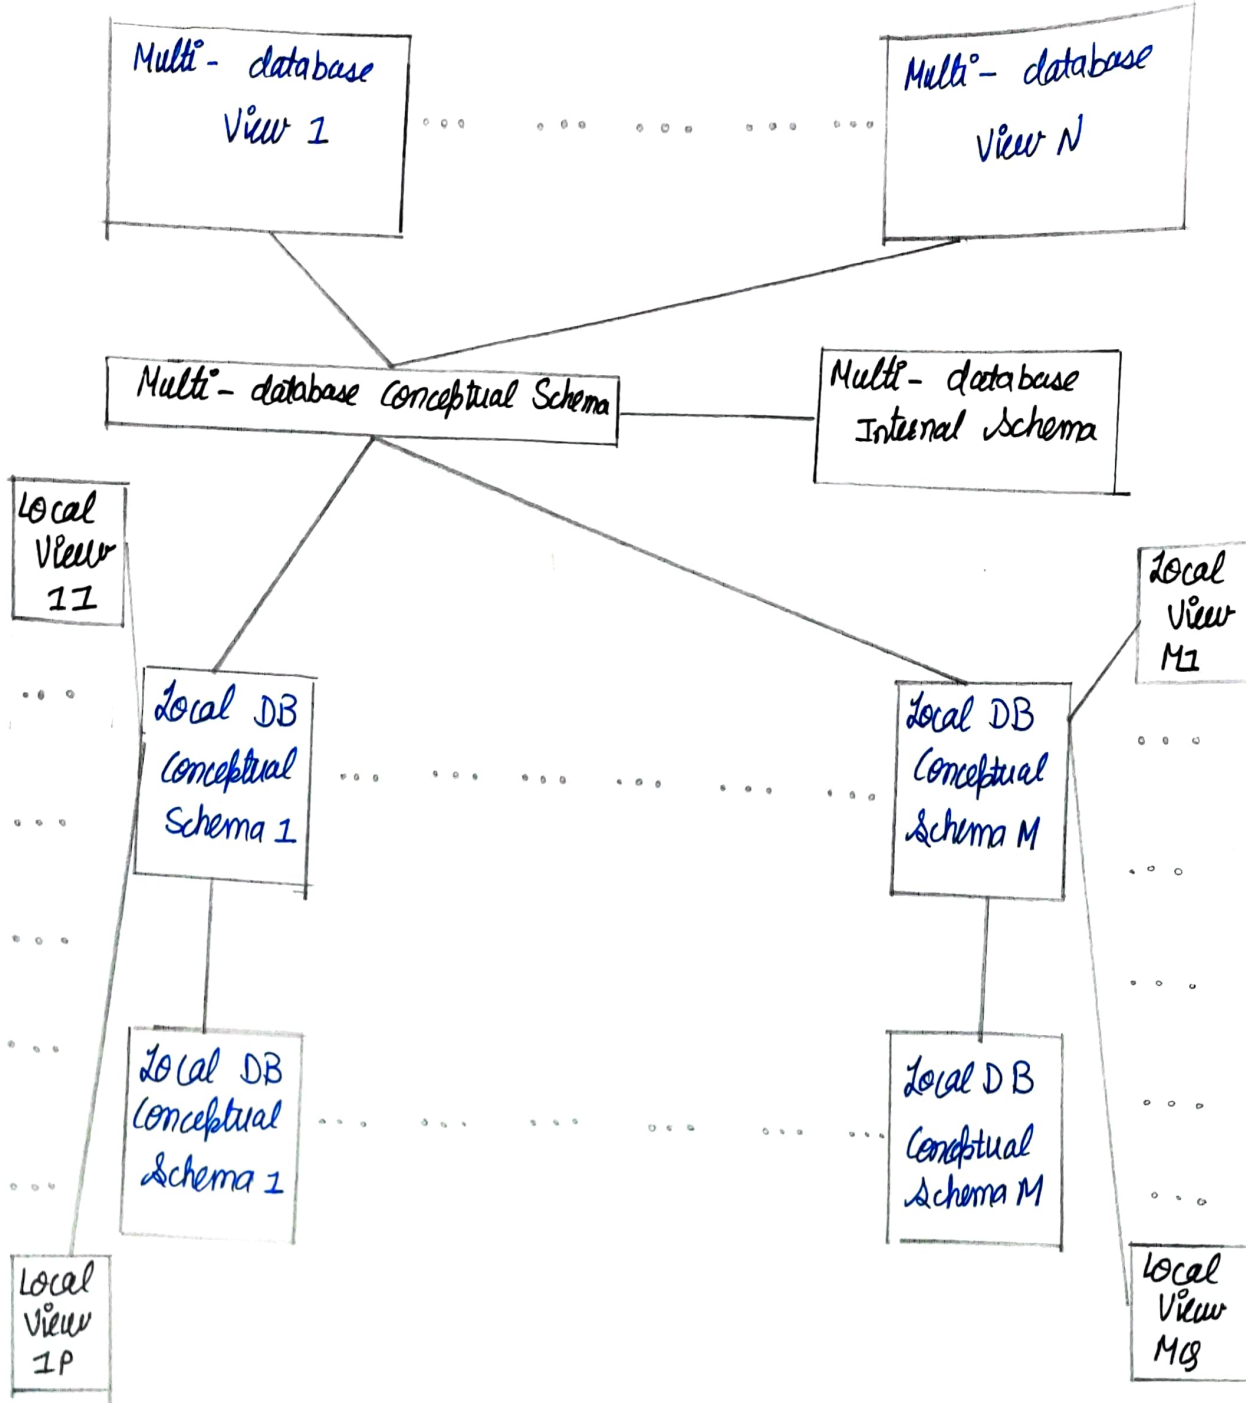 Multi- database
View 1
Multi- database
View N
Multi- database Conceptual Schema
Multi- database
Internal Schema
Local
View
11
Local
View
M1
Local DB
Conceptual
Schema 1
Local DB
Conceptual
Schema M
Local DB
Conceptual
Schema 1
Local DB
Conceptual
Schema M
Local
View
1P
Local
View
MQ